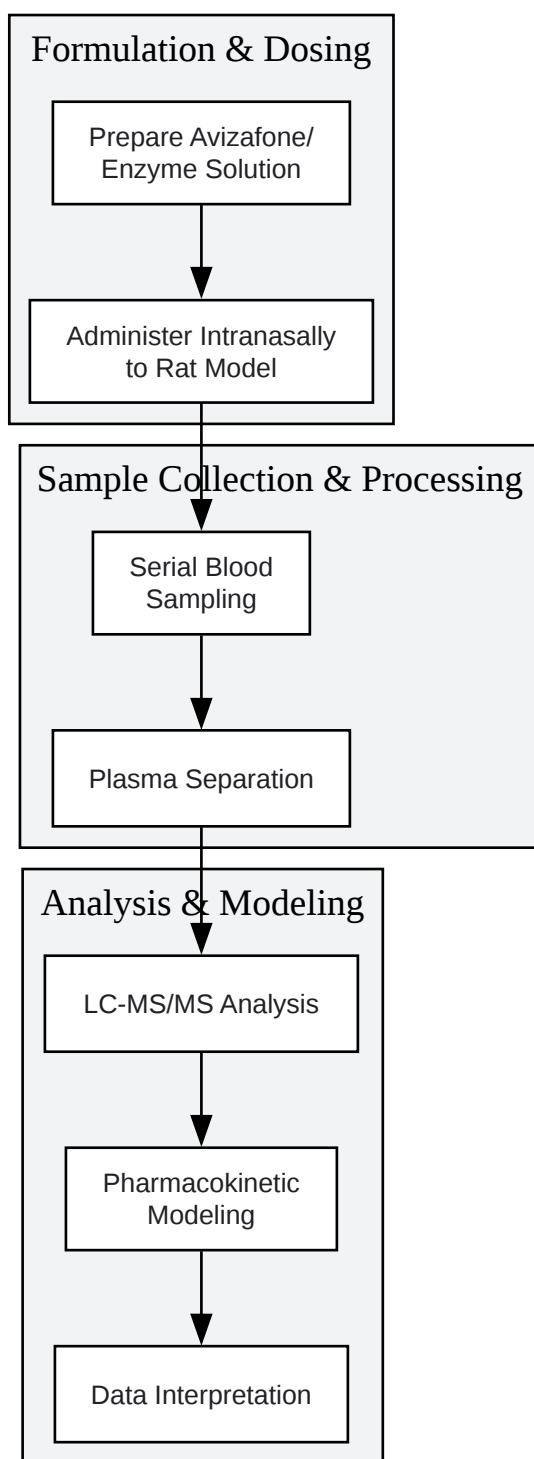 Formulation & Dosing
Prepare Avizafone/
Enzyme Solution
Administer Intranasally
to Rat Model
Sample Collection & Processing
Serial Blood
Sampling
Plasma Separation
Analysis & Modeling
LC-MS/MS Analysis
Pharmacokinetic
Modeling
Data Interpretation